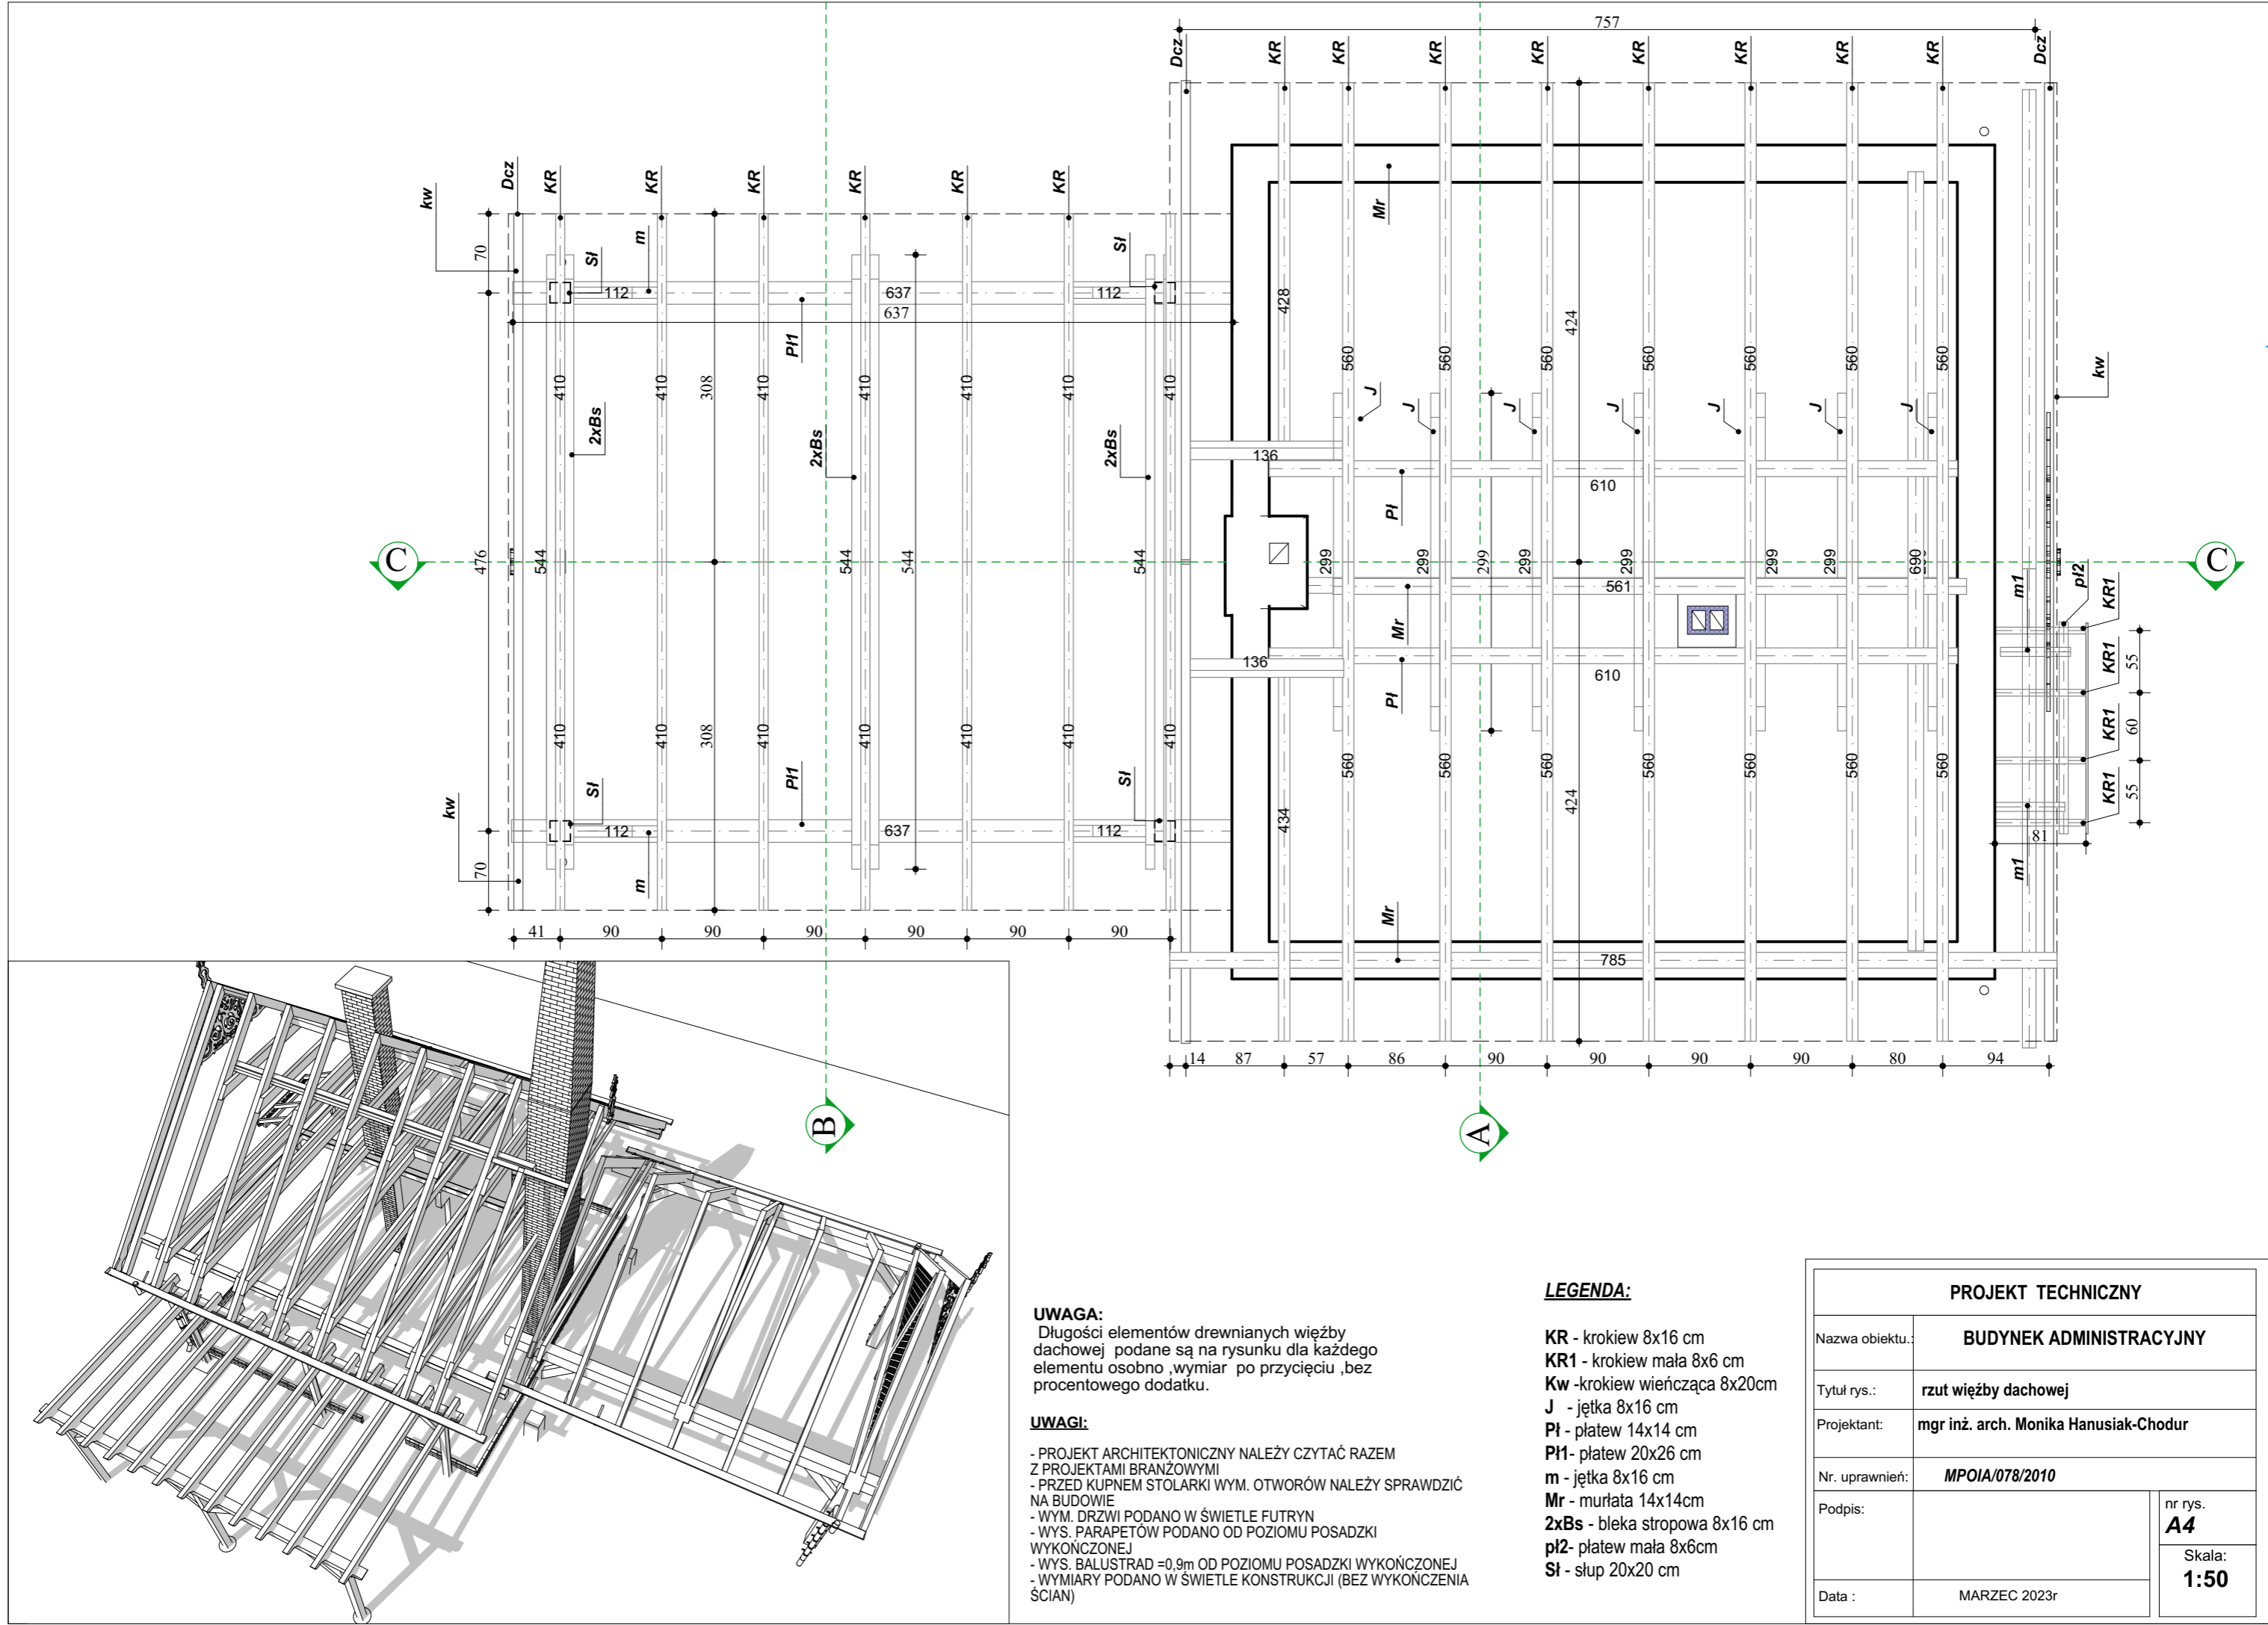 757
Dcz KR KR KR KR KR KR KR KR Dcz
kw Dcz KR KR KR KR KR KR
70 Sł m Sł Mr
112 637 112
637
Pł1
428 424
308
410 410 410 410 410 410 410
560 560 560 560 560 560 560
kw
2xBs 2xBs 2xBs
J J J J J J J
136
610
Pł
C 476 544 544 544 544 299 299 299 299 299 299 299 690 C
561
m1 pł2 KR1
Mr
136
610
Pł
KR1 55
308
410 410 410 410 410 410 410
KR1 60
560 560 560 560 560 560 560
Pł1
kw Sł Sł
112 637 112
434 424
KR1 55
81
70 m m1
Mr
41 90 90 90 90 90 90
785
14 87 57 86 90 90 90 90 80 94
B A
UWAGA:
Długości elementów drewnianych więźby
dachowej podane są na rysunku dla każdego
elementu osobno ,wymiar po przycięciu ,bez
procentowego dodatku.
UWAGI:
- PROJEKT ARCHITEKTONICZNY NALEŻY CZYTAĆ RAZEM
Z PROJEKTAMI BRANŻOWYMI
- PRZED KUPNEM STOLARKI WYM. OTWORÓW NALEŻY SPRAWDZIĆ
NA BUDOWIE
- WYM. DRZWI PODANO W ŚWIETLE FUTRYN
- WYS. PARAPETÓW PODANO OD POZIOMU POSADZKI
WYKOŃCZONEJ
- WYS. BALUSTRAD =0,9m OD POZIOMU POSADZKI WYKOŃCZONEJ
- WYMIARY PODANO W ŚWIETLE KONSTRUKCJI (BEZ WYKOŃCZENIA
ŚCIAN)
LEGENDA:
KR - krokiew 8x16 cm
KR1 - krokiew mała 8x6 cm
Kw -krokiew wieńcząca 8x20cm
J - jętka 8x16 cm
Pł - płatew 14x14 cm
Pł1- płatew 20x26 cm
m - jętka 8x16 cm
Mr - murłata 14x14cm
2xBs - bleka stropowa 8x16 cm
pł2- płatew mała 8x6cm
Sł - słup 20x20 cm
PROJEKT TECHNICZNY
Nazwa obiektu.: BUDYNEK ADMINISTRACYJNY
Tytuł rys.: rzut więźby dachowej
Projektant: mgr inż. arch. Monika Hanusiak-Chodur
Nr. uprawnień: MPOIA/078/2010
Podpis:
nr rys.
A4
Skala:
1:50
Data : MARZEC 2023r